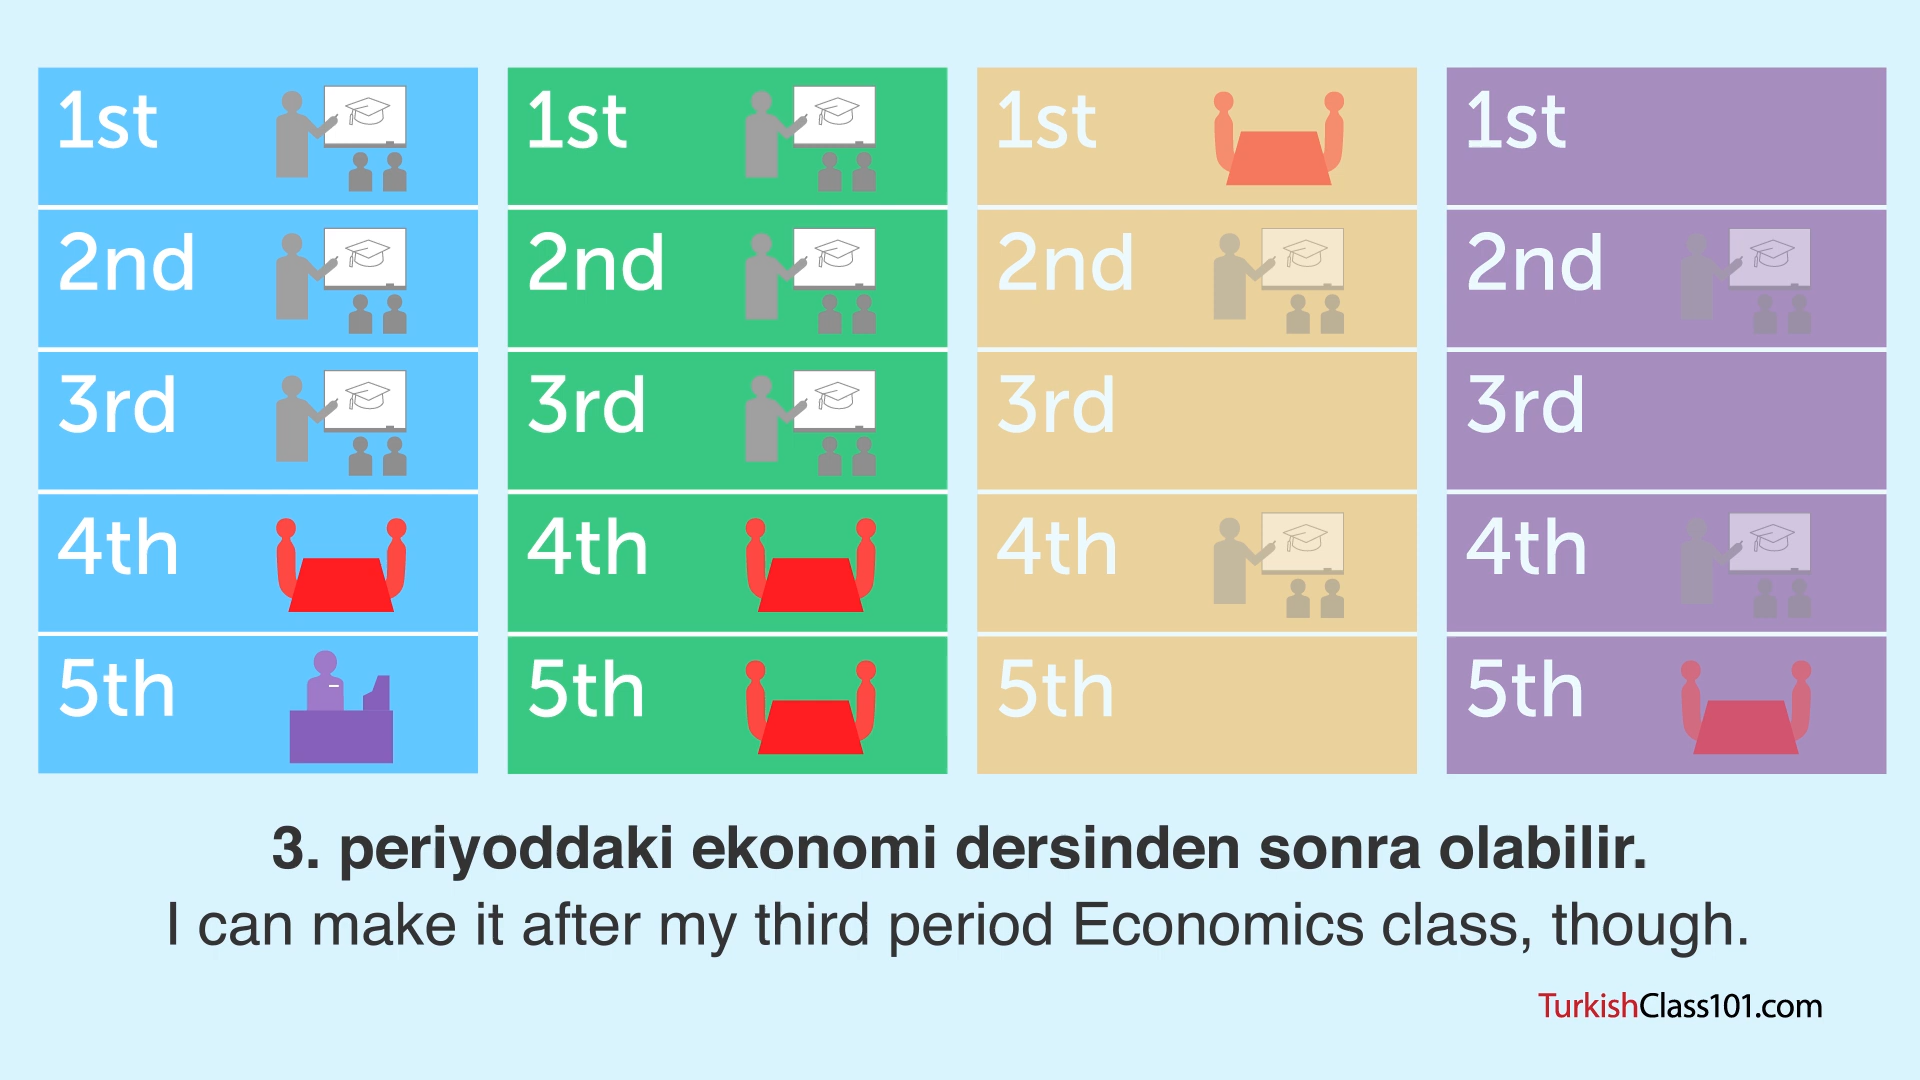 1st
2nd
3rd
4th
5th
1st
2nd
3rd
4th
5th
1st
2nd
3rd
4th
5th
1st
2nd
3rd
4th
5th
3. periyoddaki ekonomi dersinden sonra olabilir.
I can make it after my third period Economics class, though.
TurkishClass101.com